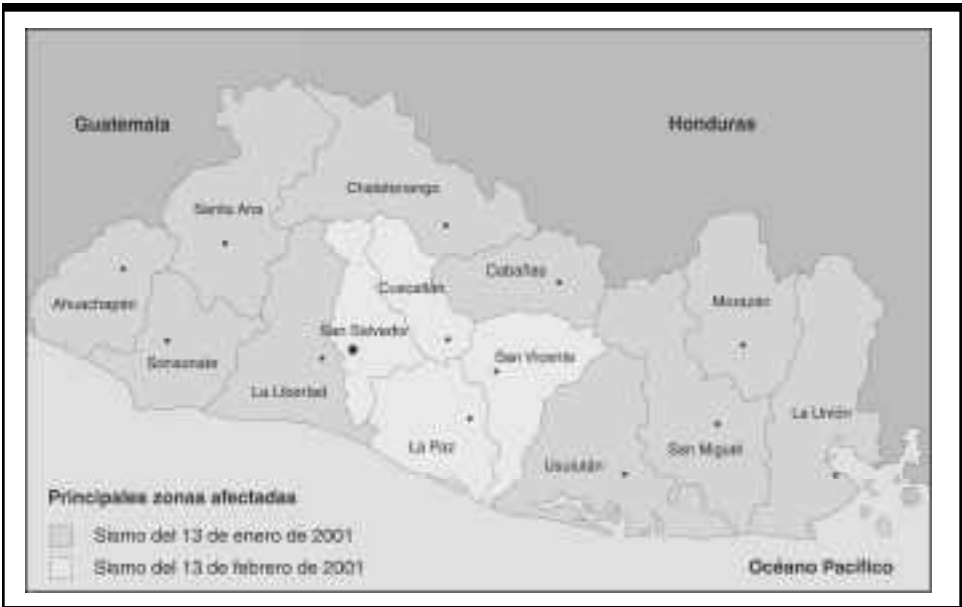 Guatemala
Honduras
Chalatenango
Santa Ana
Cabañas
Cuscatlán
Morazán
Ahuachapán
San Salvador
San Vicente
Sonsonate
La Libertad
La Unión
La Paz
San Miguel
Usulután
Principales zonas afectadas
Sismo del 13 de enero de 2001
Sismo del 13 de febrero de 2001
Océano Pacífico